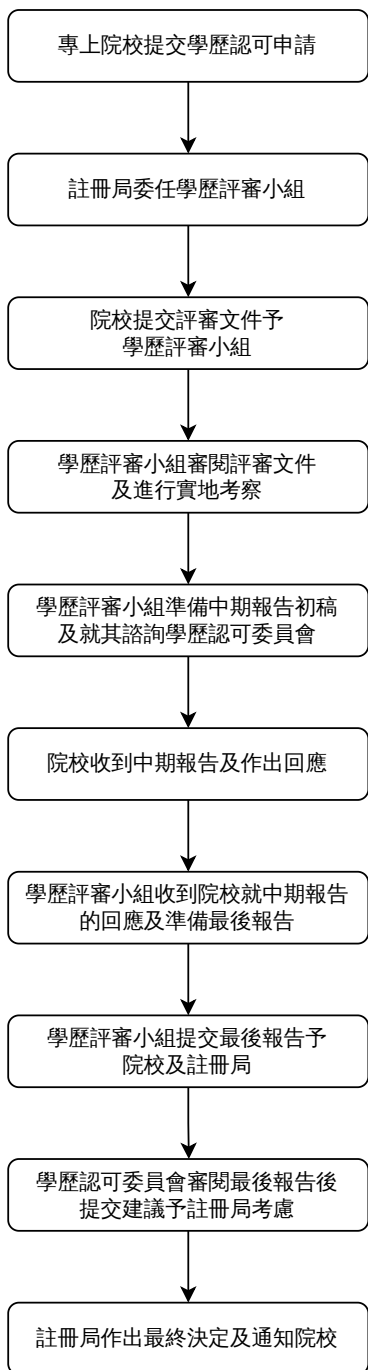 專上院校提交學歷認可申請
註冊局委任學歷評審小組
院校提交評審文件予
學歷評審小組
學歷評審小組審閱評審文件
及進行實地考察
學歷評審小組準備中期報告初稿
及就其諮詢學歷認可委員會
院校收到中期報告及作出回應
學歷評審小組收到院校就中期報告
的回應及準備最後報告
學歷評審小組提交最後報告予
院校及註冊局
學歷認可委員會審閱最後報告後
提交建議予註冊局考慮
註冊局作出最終決定及通知院校